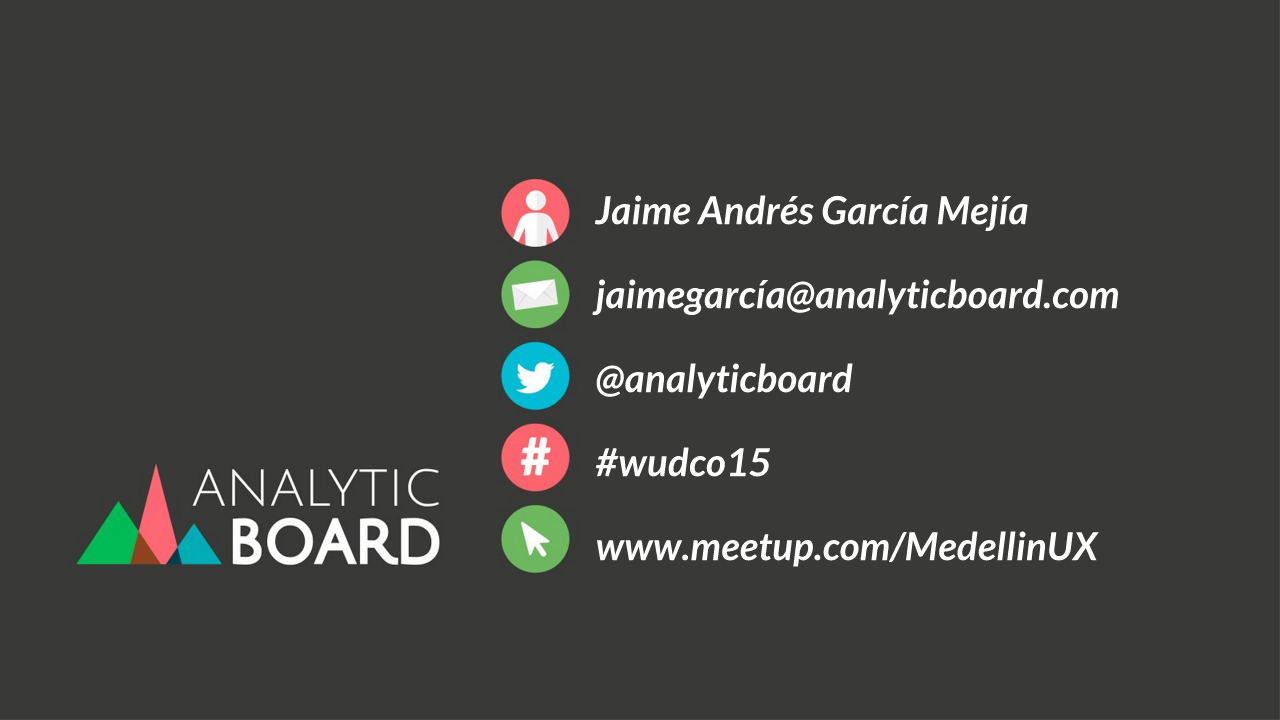 Jaime Andrés García Mejía
jaimegarcía@analyticboard.com
@analyticboard
#
#wudco15
www.meetup.com/MedellinUX
ANALYTIC
BOARD